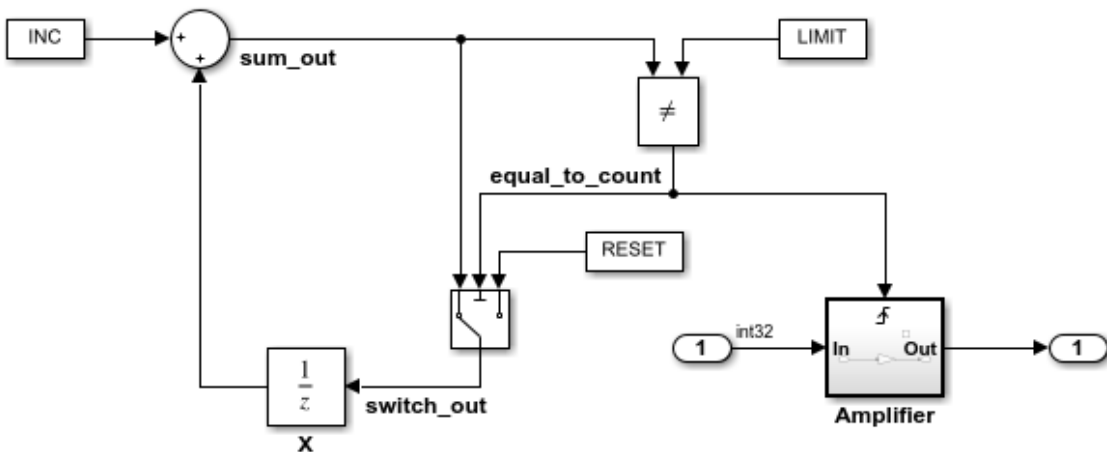 INC
+
+
sum_out
LIMIT
≠
equal_to_count
RESET
1
int32
In
Out
1
Amplifier
1
z
switch_out
X